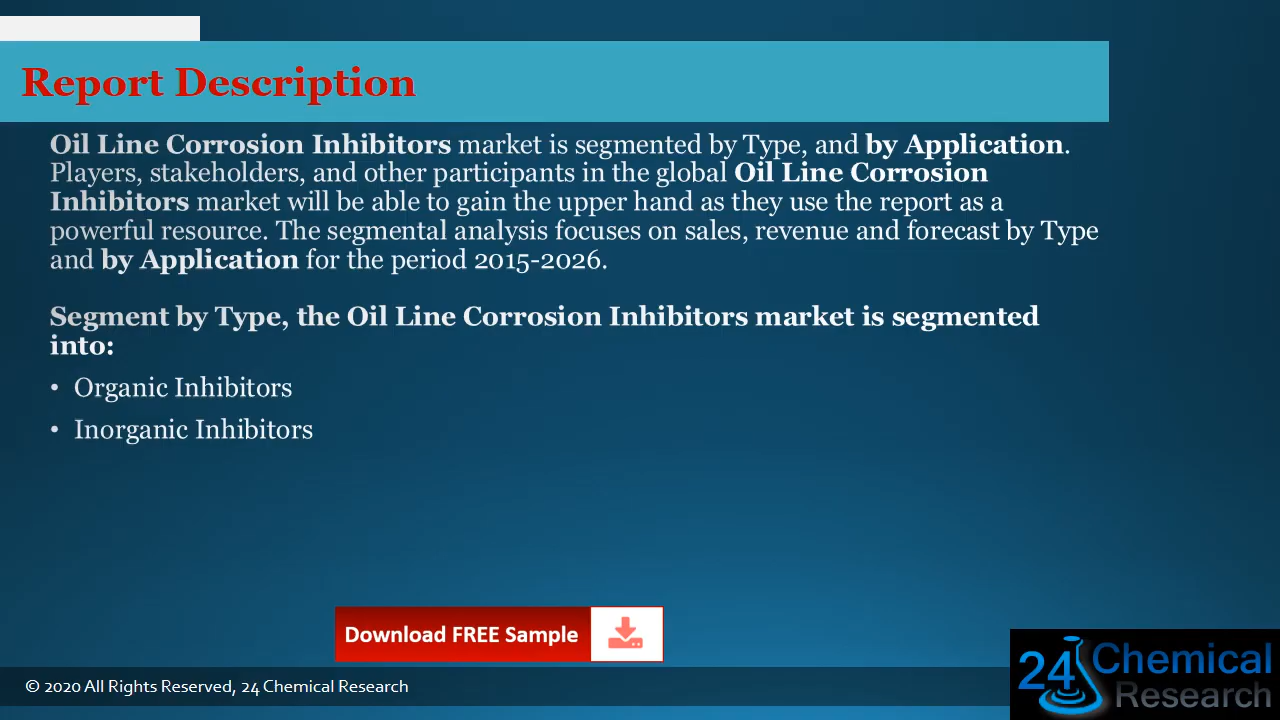 Report Description
Oil Line Corrosion Inhibitors market is segmented by Type, and by Application.
Players, stakeholders, and other participants in the global Oil Line Corrosion
Inhibitors market will be able to gain the upper hand as they use the report as a
powerful resource. The segmental analysis focuses on sales, revenue and forecast by Type
and by Application for the period 2015-2026.
Segment by Type, the Oil Line Corrosion Inhibitors market is segmented
into:
• Organic Inhibitors
• Inorganic Inhibitors
Download FREE Sample
© 2020 All Rights Reserved, 24 Chemical Research
24 Chemical
Research